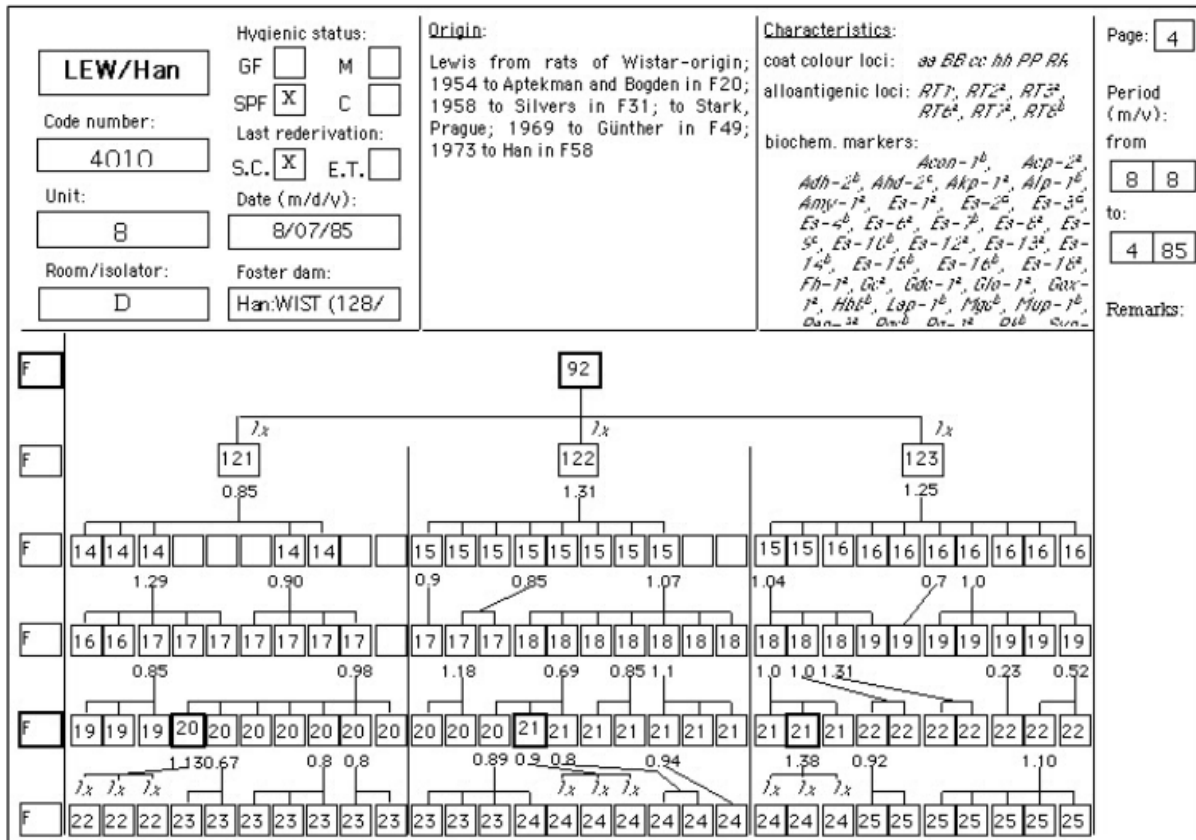 LEW/Han
Code number:
4010
Unit:
8
Room/isolator:
D
Hygienic status:
GF M
SPF X C
Last rederivation:
S.C. X E.T.
Date (m/d/y):
8/07/85
Foster dam:
Han:WIST (128/
Origin:
Lewis from rats of Wistar-origin;
1954 to Aptekman and Bogden in F20;
1958 to Silvers in F31; to Stark,
Prague; 1969 to Günther in F49;
1973 to Han in F58
Characteristics:
coat colour loci: aa BB cc hh PP RR
alloantigenic loci:
biochem. markers:
Acon-1b, Acp-2a,
Adh-2b, Ahd-2c, Akp-1a, Alp-1b,
Amy-1a, Es-1a, Es-2c, Es-3c,
Es-4b, Es-6a, Es-7b, Es-8a, Es-
9c, Es-10b, Es-12a, Es-13a, Es-
14b, Es-15b, Es-16b, Es-18a,
Fh-1a, Gc2, Gdc-1a, Glo-1a, Gox-
1a, Hbbb, Lap-1b, Mgcb, Mup-1b,
Page: 4
Period
(m/y):
from
8 8
to:
4 85
Remarks:
F 92
1x 1x 1x
F 121 122 123
0.85 1.31 1.25
F 14 14 14 14 14 15 15 15 15 15 15 15 15 15 15 16 16 16 16 16 16 16 16
1.29 0.90 0.9 0.85 1.07 1.04 0.7 1.0
F 16 16 17 17 17 17 17 17 17 17 17 17 18 18 18 18 18 18 18 18 18 18 19 19 19 19 19 19 19
0.85 0.98 1.18 0.69 0.85 1.1 1.0 1.0 1.31 0.23 0.52
F 19 19 19 20 20 20 20 20 20 20 20 20 20 21 21 21 21 21 21 21 21 21 21 22 22 22 22 22 22 22
1.13 0.67 0.8 0.8 0.89 0.9 0.8 0.94 1.38 0.92 1.10
1x 1x 1x 1x 1x 1x 1x 1x 1x
F 22 22 22 23 23 23 23 23 23 23 23 23 23 24 24 24 24 24 24 24 24 24 24 25 25 25 25 25 25 25